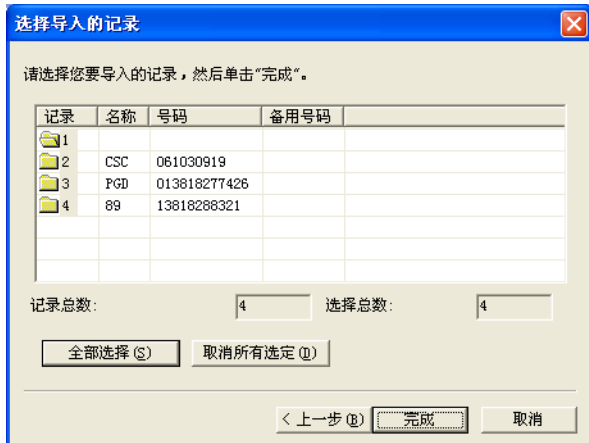 选择导入的记录
请选择您要导入的记录，然后单击“完成”。
记录 名称 号码 备用号码
1
2 CSC 061030919
3 PGD 013818277426
4 89 13818288321
记录总数: 4 选择总数: 4
全部选择(S) 取消所有选定(D)
< 上一步(B) 完成 取消